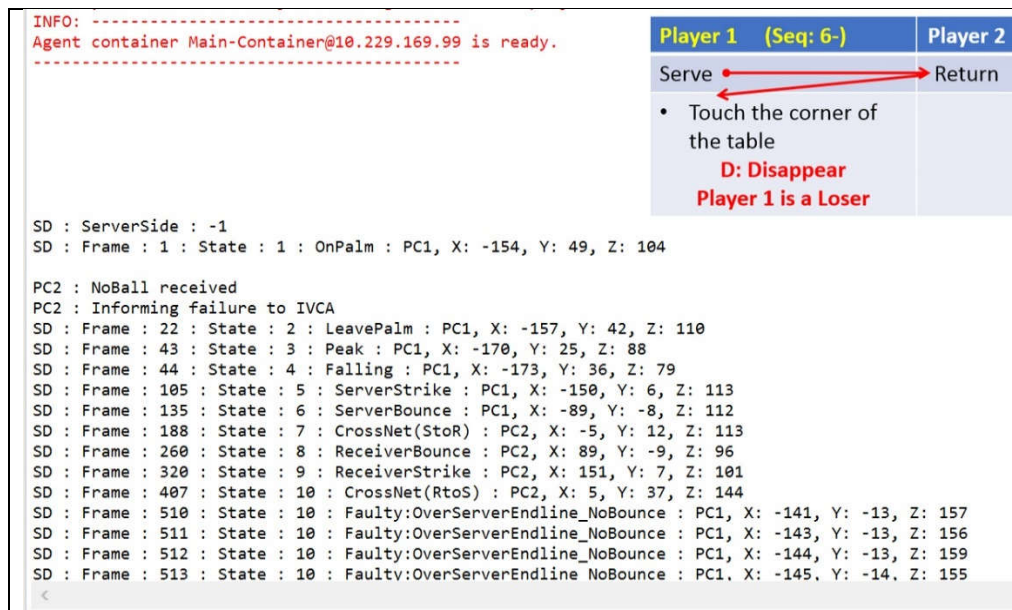 INFO: --------------------------------------
Agent container Main-Container@10.229.169.99 is ready.
--------------------------------------------
Player 1 (Seq: 6-) Player 2
Serve Return
• Touch the corner of
the table
D: Disappear
Player 1 is a Loser
SD : ServerSide : -1
SD : Frame : 1 : State : 1 : OnPalm : PC1, X: -154, Y: 49, Z: 104
PC2 : NoBall received
PC2 : Informing failure to IVCA
SD : Frame : 22 : State : 2 : LeavePalm : PC1, X: -157, Y: 42, Z: 110
SD : Frame : 43 : State : 3 : Peak : PC1, X: -170, Y: 25, Z: 88
SD : Frame : 44 : State : 4 : Falling : PC1, X: -173, Y: 36, Z: 79
SD : Frame : 105 : State : 5 : ServerStrike : PC1, X: -150, Y: 6, Z: 113
SD : Frame : 135 : State : 6 : ServerBounce : PC1, X: -89, Y: -8, Z: 112
SD : Frame : 188 : State : 7 : CrossNet(StoR) : PC2, X: -5, Y: 12, Z: 113
SD : Frame : 260 : State : 8 : ReceiverBounce : PC2, X: 89, Y: -9, Z: 96
SD : Frame : 320 : State : 9 : ReceiverStrike : PC2, X: 151, Y: 7, Z: 101
SD : Frame : 407 : State : 10 : CrossNet(RtoS) : PC2, X: 5, Y: 37, Z: 144
SD : Frame : 510 : State : 10 : Faulty:OverServerEndline_NoBounce : PC1, X: -141, Y: -13, Z: 157
SD : Frame : 511 : State : 10 : Faulty:OverServerEndline_NoBounce : PC1, X: -143, Y: -13, Z: 156
SD : Frame : 512 : State : 10 : Faulty:OverServerEndline_NoBounce : PC1, X: -144, Y: -13, Z: 159
SD : Frame : 513 : State : 10 : Faulty:OverServerEndline_NoBounce : PC1, X: -145, Y: -14, Z: 155